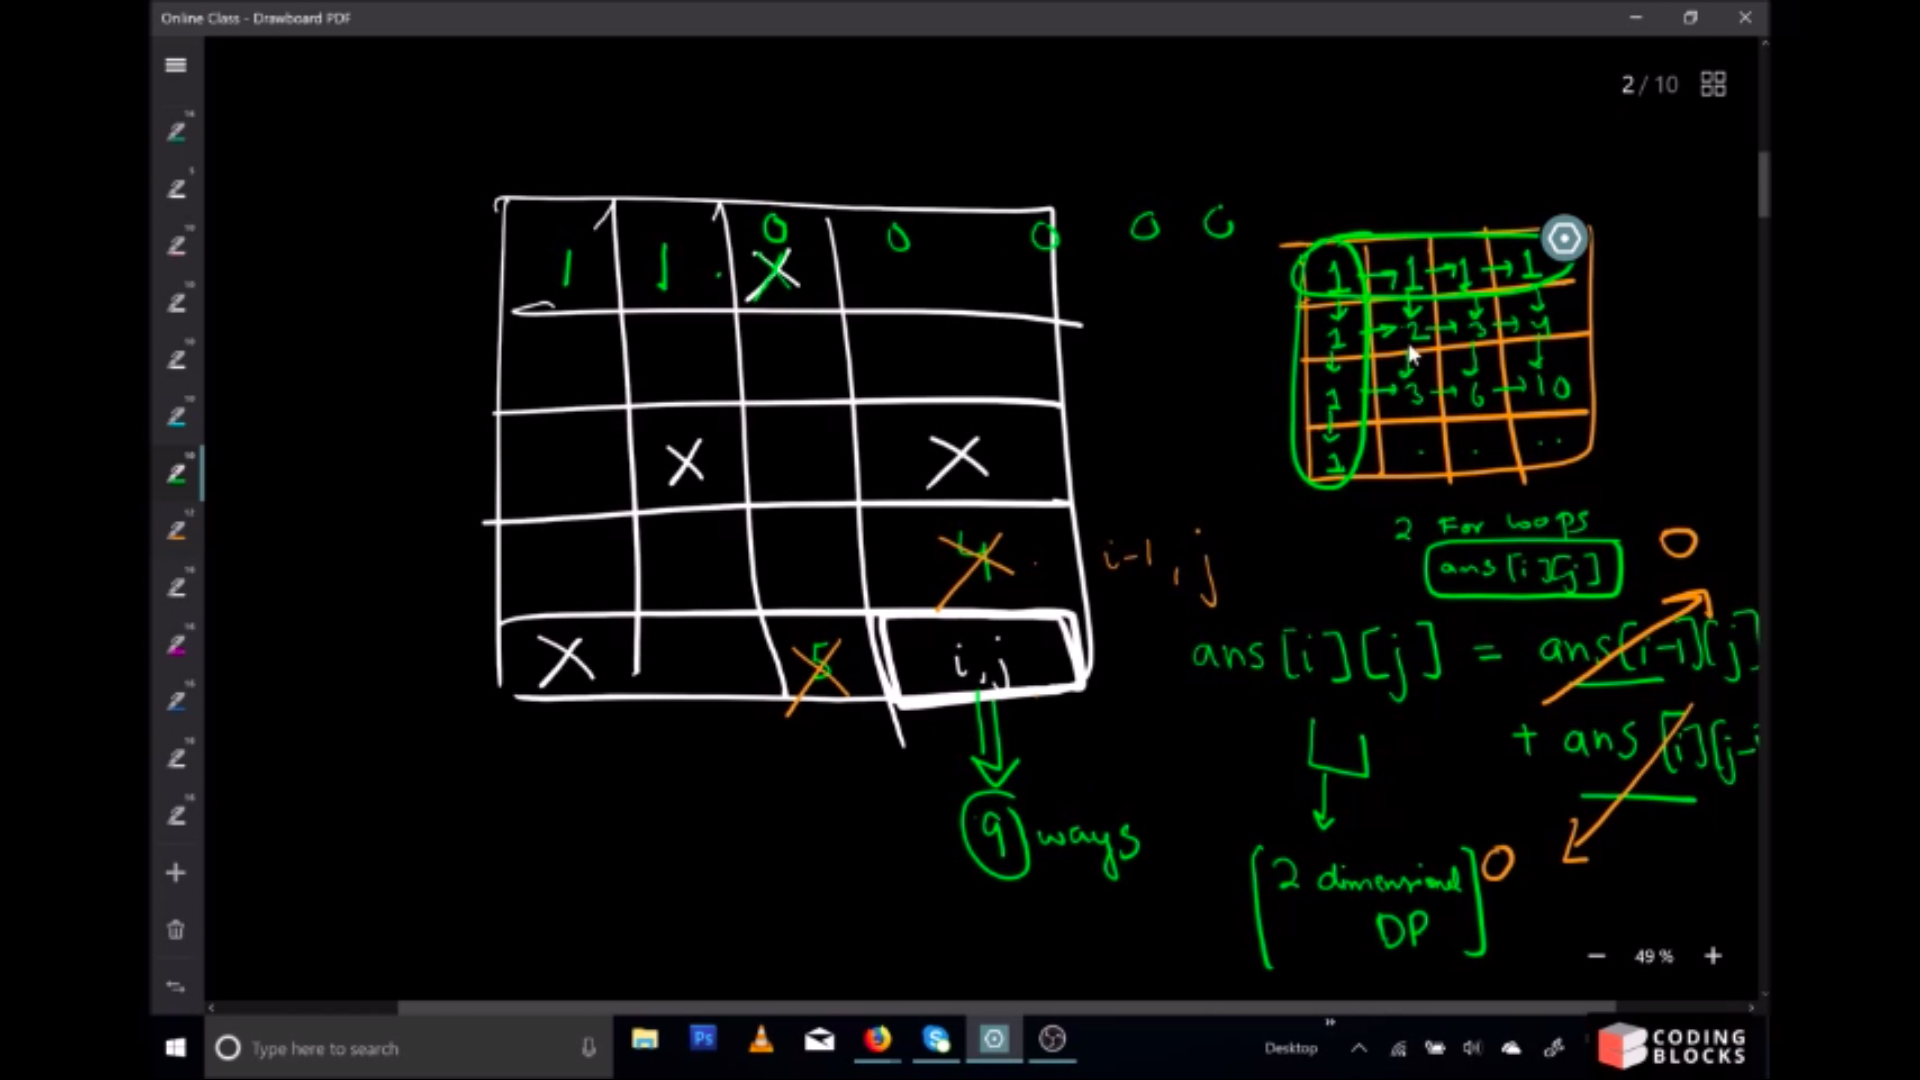 Online Class - Drawboard PDF
2 / 10
0 0 0 0 0
1 1 . X
X X
4
i-1, j
X 5 i,j
9 ways
1 → 1 → 1 → 1
1 → 2 → 3 → 4
1 → 3 → 6 → 10
1 . . ..
2 For loops
ans[i][j] 0
ans[i][j] = ans[i-1][j]
+ ans[i][j-
[2 dimensional
DP] 0
49 %
Type here to search
Ps
Desktop
CODING
BLOCKS